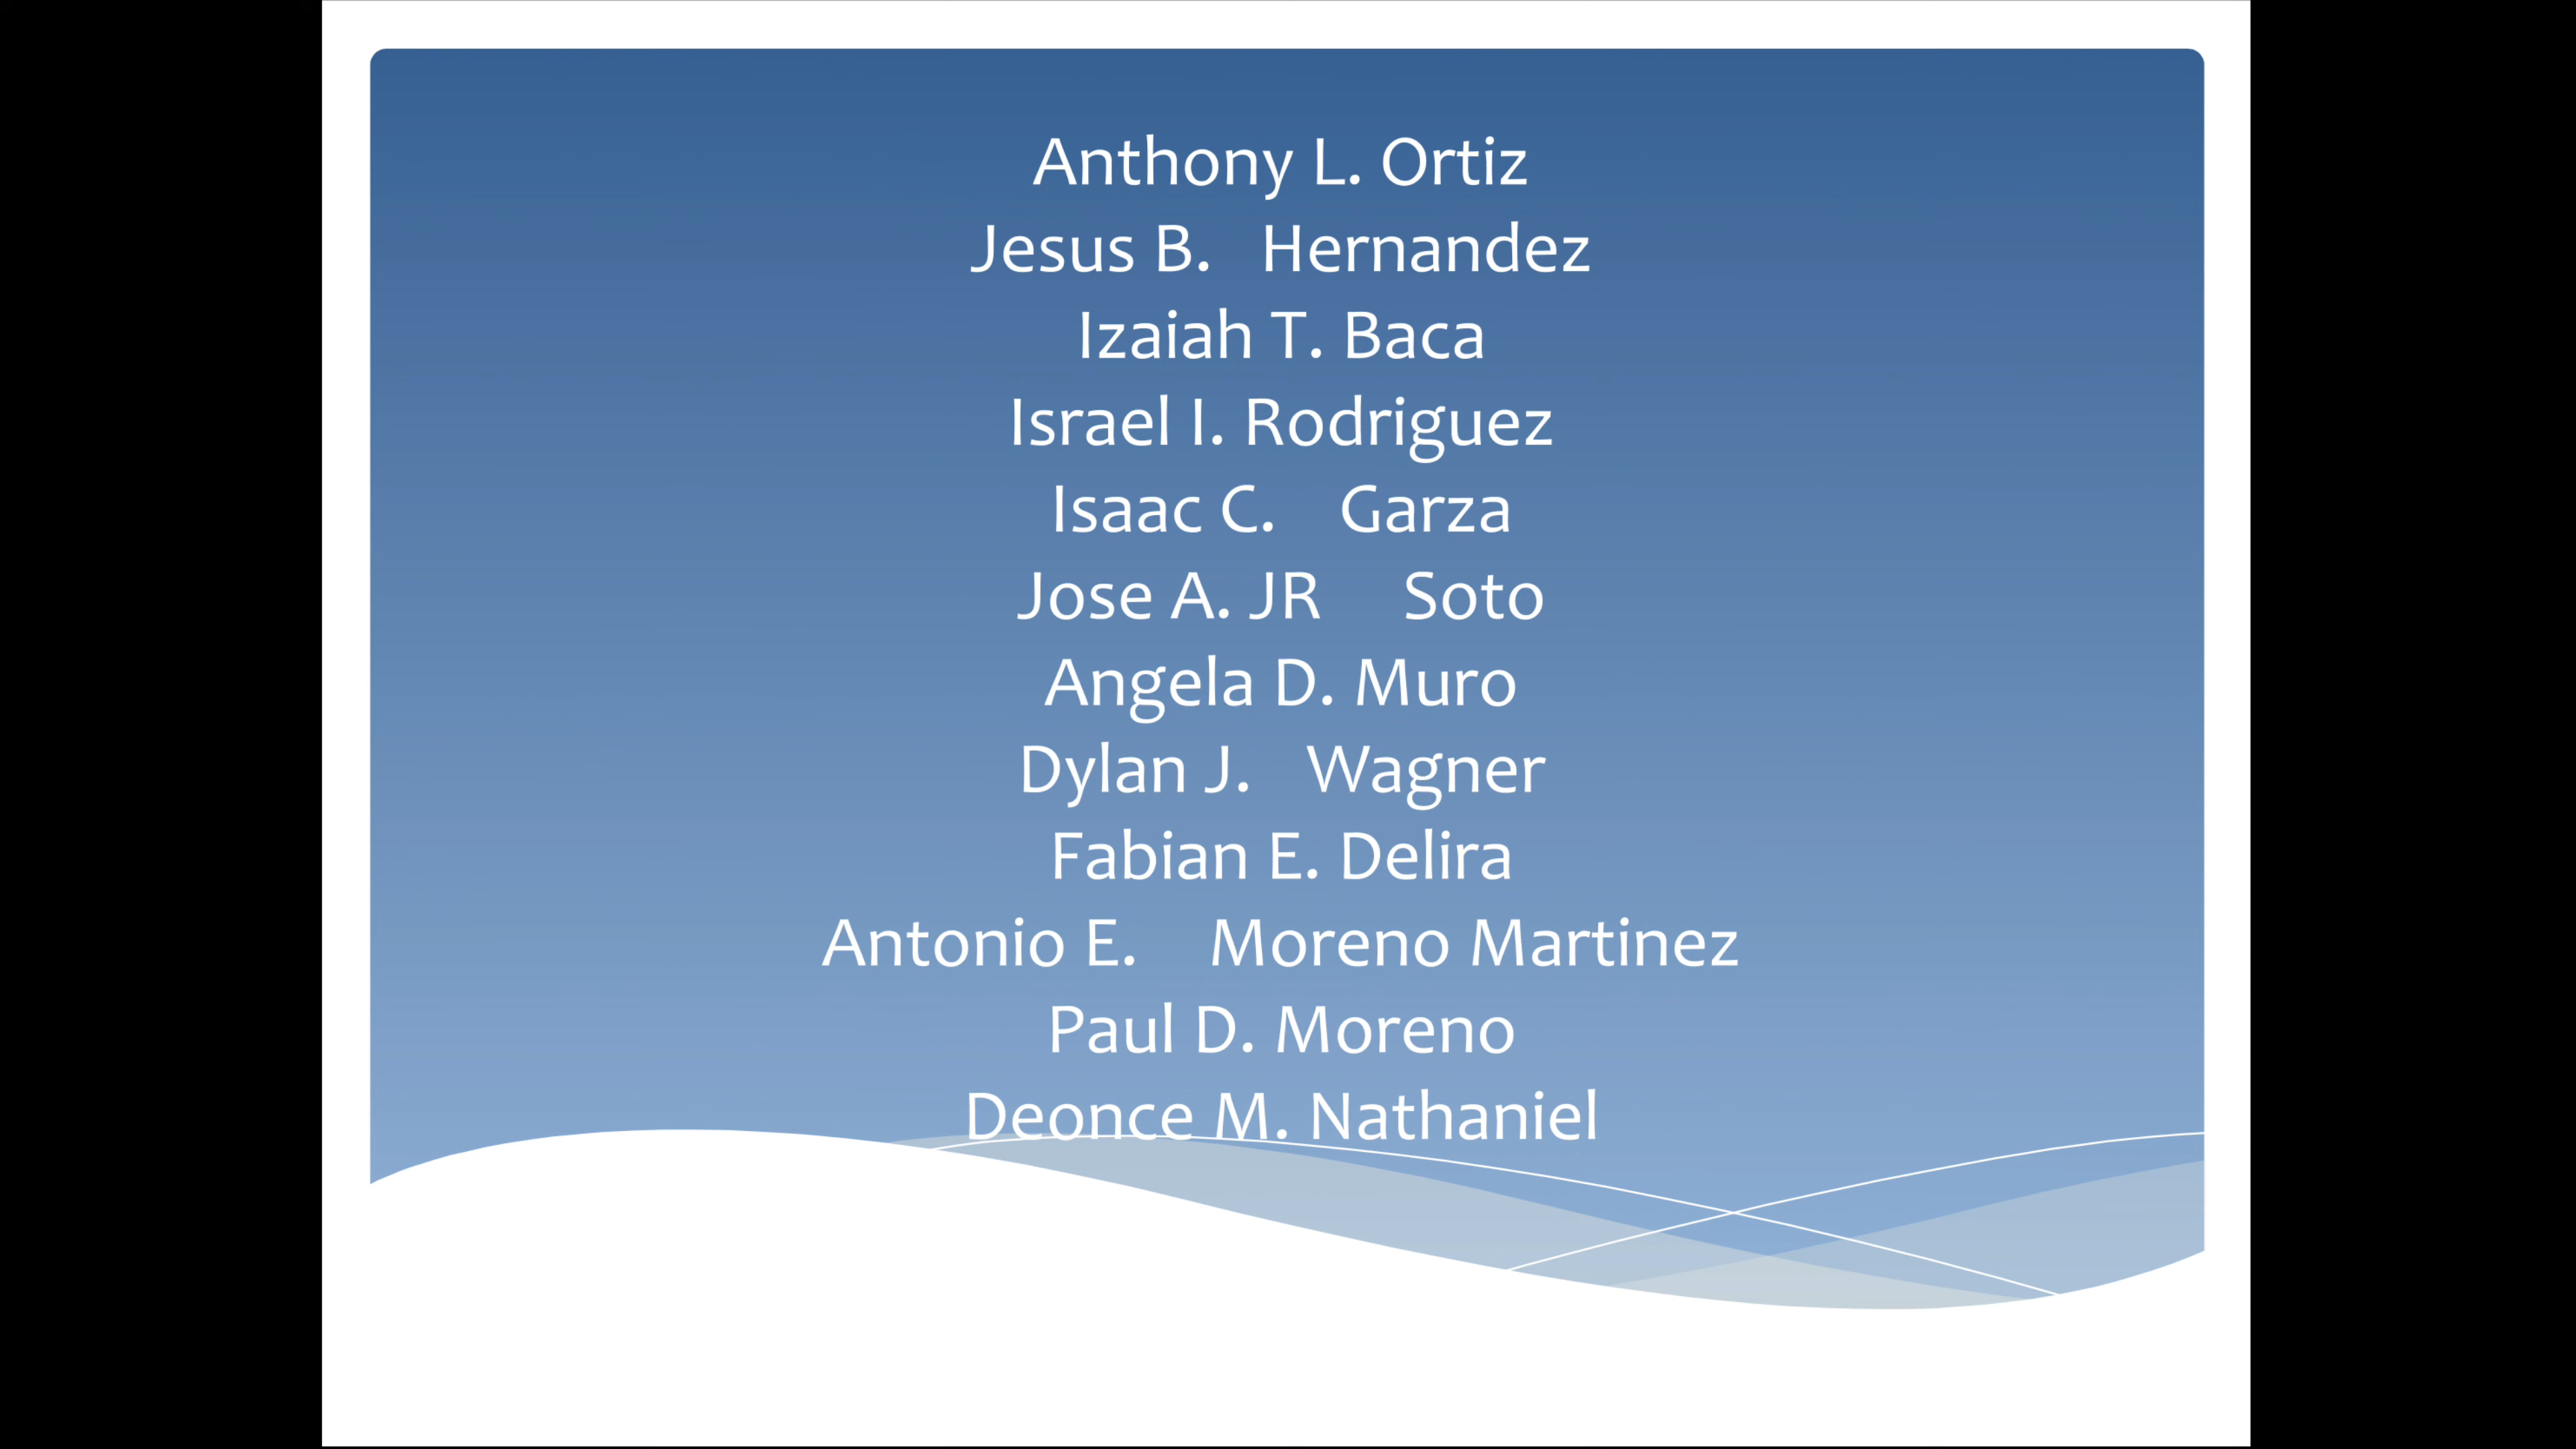 Anthony L. Ortiz
Jesus B. Hernandez
Izaiah T. Baca
Israel I. Rodriguez
Isaac C. Garza
Jose A. JR Soto
Angela D. Muro
Dylan J. Wagner
Fabian E. Delira
Antonio E. Moreno Martinez
Paul D. Moreno
Deonce M. Nathaniel